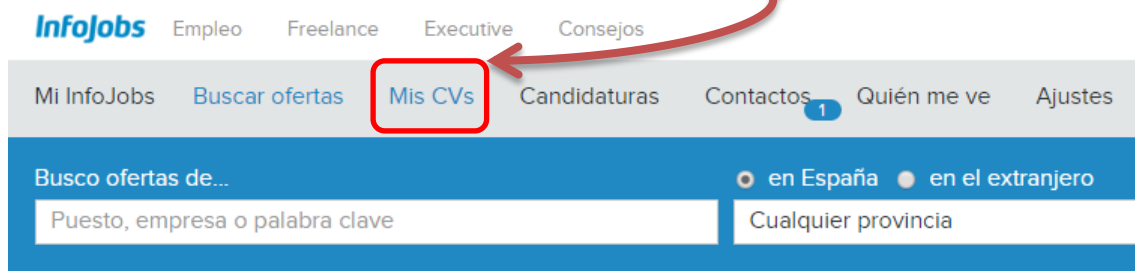 InfoJobs Empleo Freelance Executive Consejos
Mi InfoJobs Buscar ofertas Mis CVs Candidaturas Contactos 1 Quién me ve Ajustes
Busco ofertas de... en España en el extranjero
Puesto, empresa o palabra clave Cualquier provincia